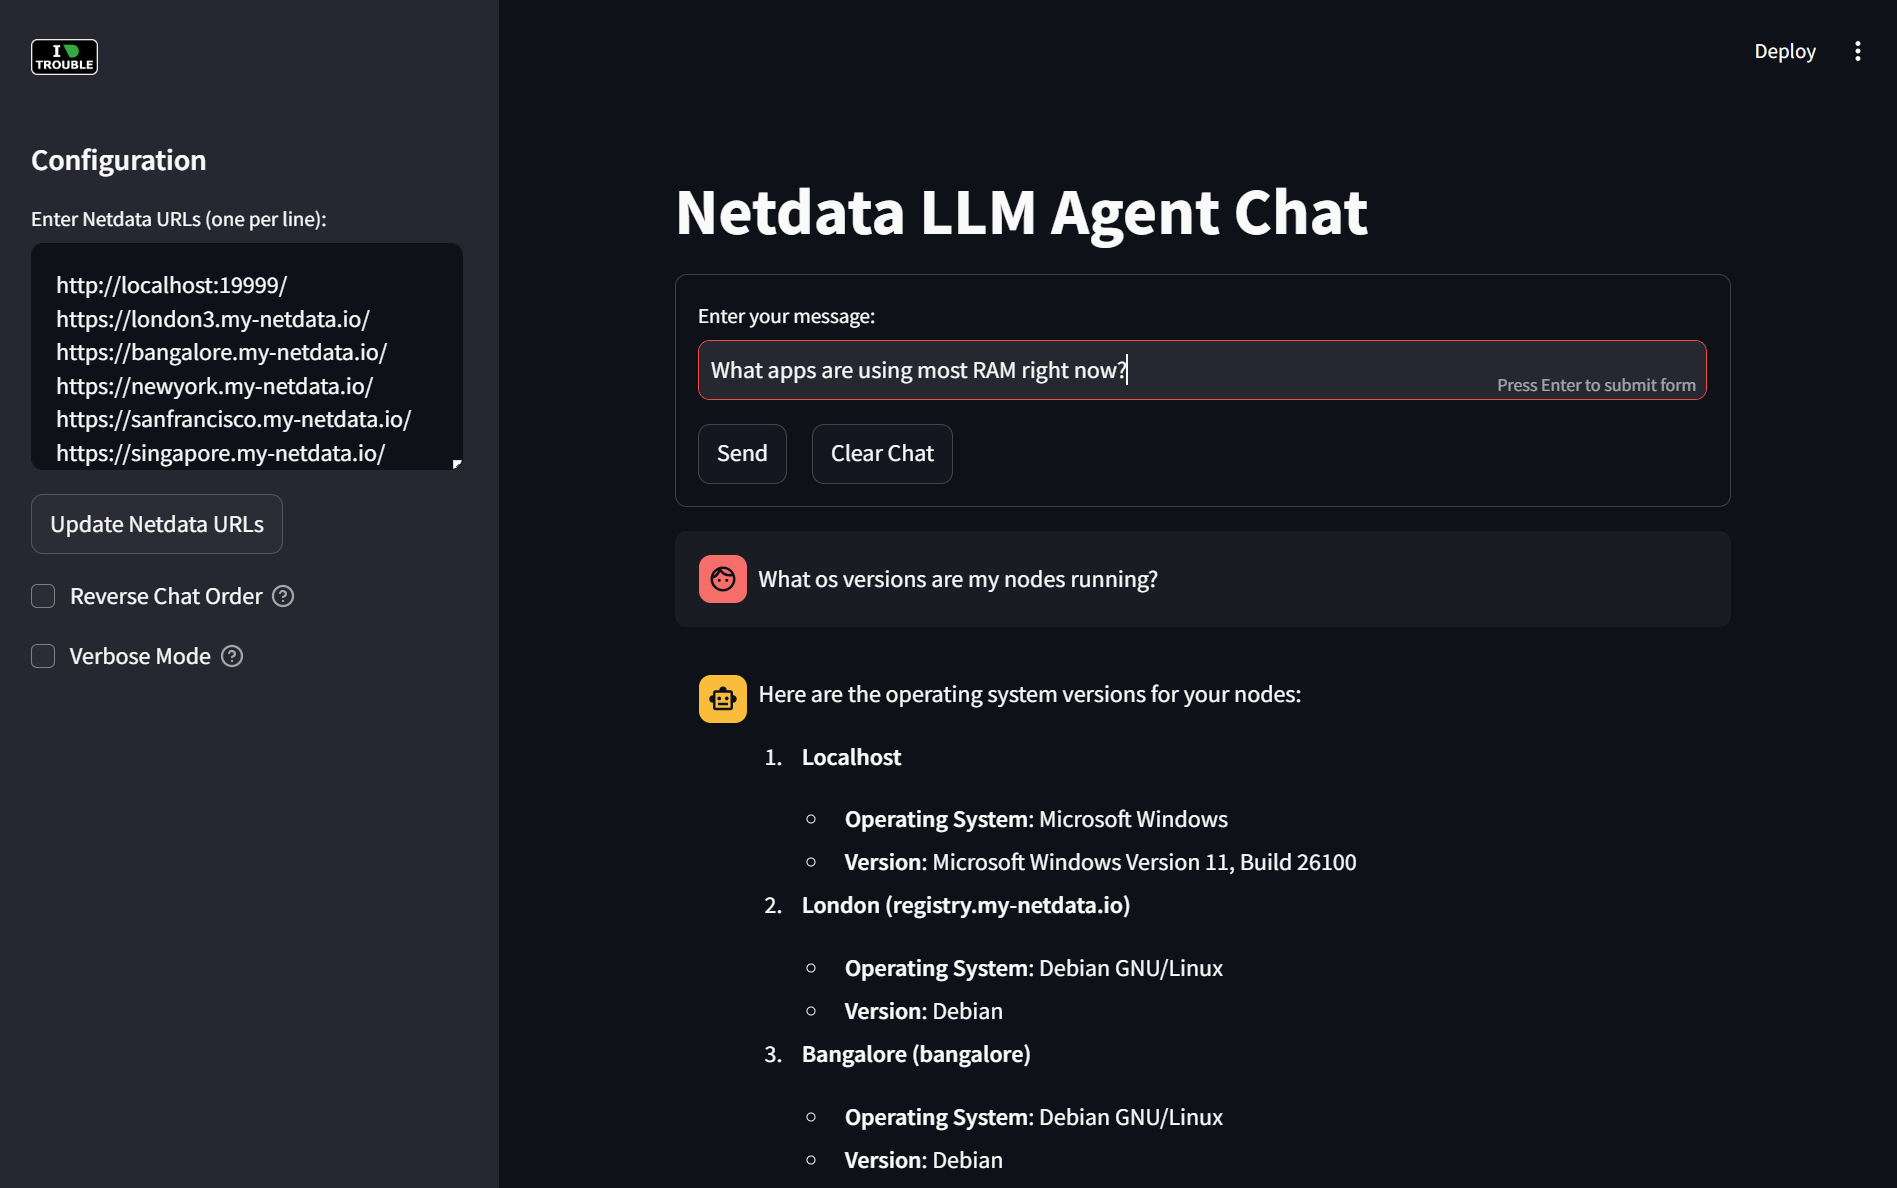 I
TROUBLE
Configuration
Enter Netdata URLs (one per line):
http://localhost:19999/
https://london3.my-netdata.io/
https://bangalore.my-netdata.io/
https://newyork.my-netdata.io/
https://sanfrancisco.my-netdata.io/
https://singapore.my-netdata.io/
Update Netdata URLs
Reverse Chat Order
Verbose Mode
Deploy
Netdata LLM Agent Chat
Enter your message:
What apps are using most RAM right now?
Press Enter to submit form
Send
Clear Chat
What os versions are my nodes running?
Here are the operating system versions for your nodes:
1. Localhost
Operating System: Microsoft Windows
Version: Microsoft Windows Version 11, Build 26100
2. London (registry.my-netdata.io)
Operating System: Debian GNU/Linux
Version: Debian
3. Bangalore (bangalore)
Operating System: Debian GNU/Linux
Version: Debian